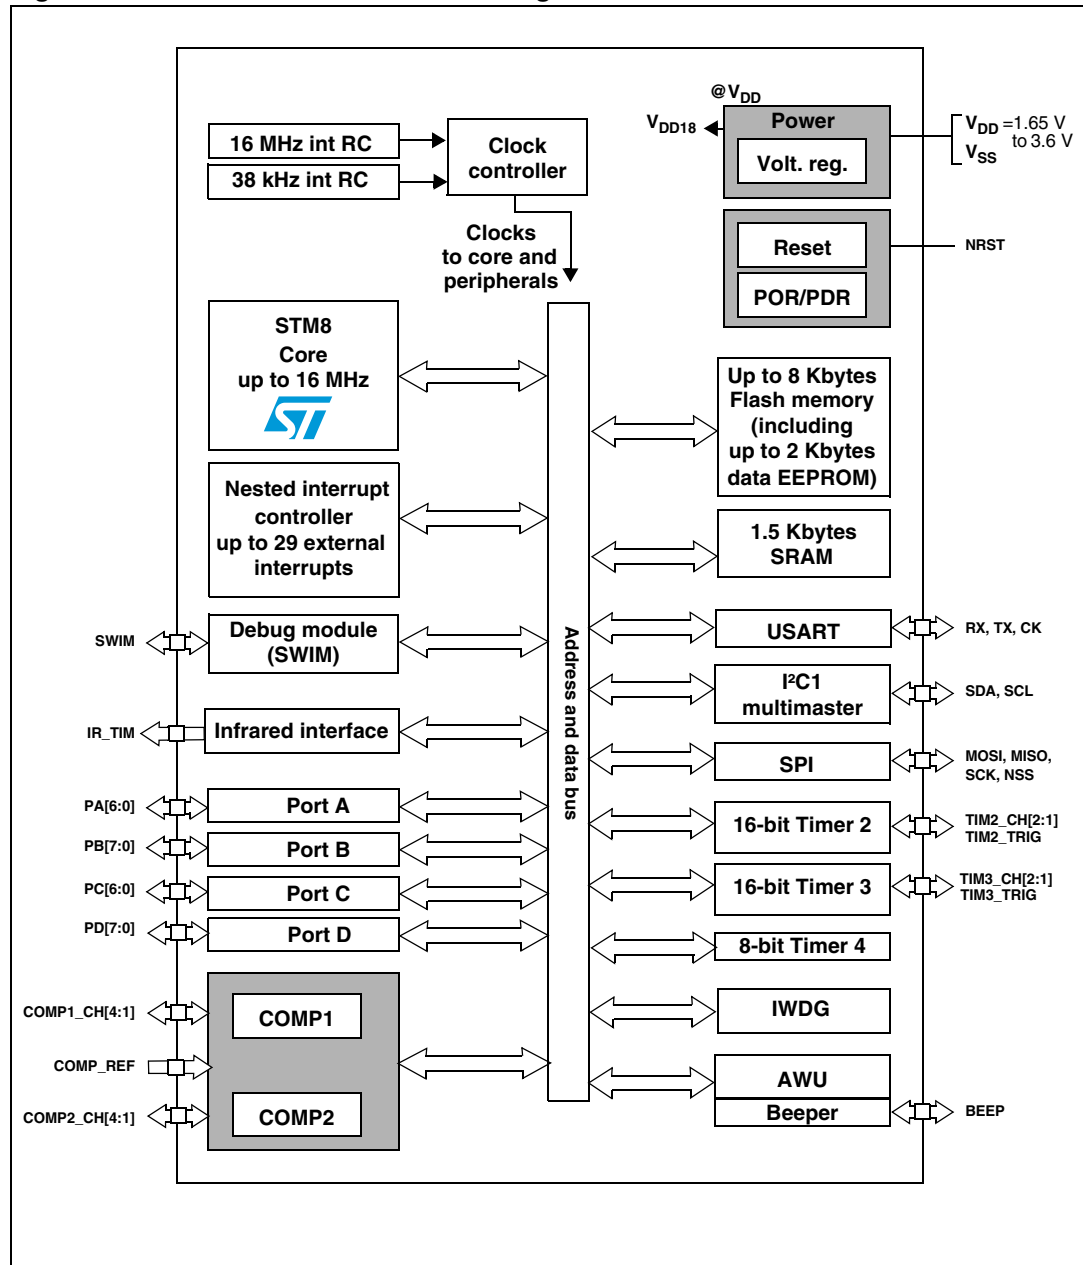 @VDD
VDD18
Power
Volt. reg.
VDD =1.65 V
to 3.6 V
VSS
16 MHz int RC
38 kHz int RC
Clock
controller
Clocks
to core and
peripherals
Reset
POR/PDR
NRST
STM8
Core
up to 16 MHz
ST
Up to 8 Kbytes
Flash memory
(including
up to 2 Kbytes
data EEPROM)
Nested interrupt
controller
up to 29 external
interrupts
1.5 Kbytes
SRAM
Address and data bus
SWIM
Debug module
(SWIM)
USART
RX, TX, CK
I²C1
multimaster
SDA, SCL
IR_TIM
Infrared interface
SPI
MOSI, MISO,
SCK, NSS
PA[6:0]
Port A
16-bit Timer 2
TIM2_CH[2:1]
TIM2_TRIG
PB[7:0]
Port B
PC[6:0]
Port C
16-bit Timer 3
TIM3_CH[2:1]
TIM3_TRIG
PD[7:0]
Port D
8-bit Timer 4
COMP1_CH[4:1]
COMP1
IWDG
COMP_REF
AWU
COMP2_CH[4:1]
COMP2
Beeper
BEEP